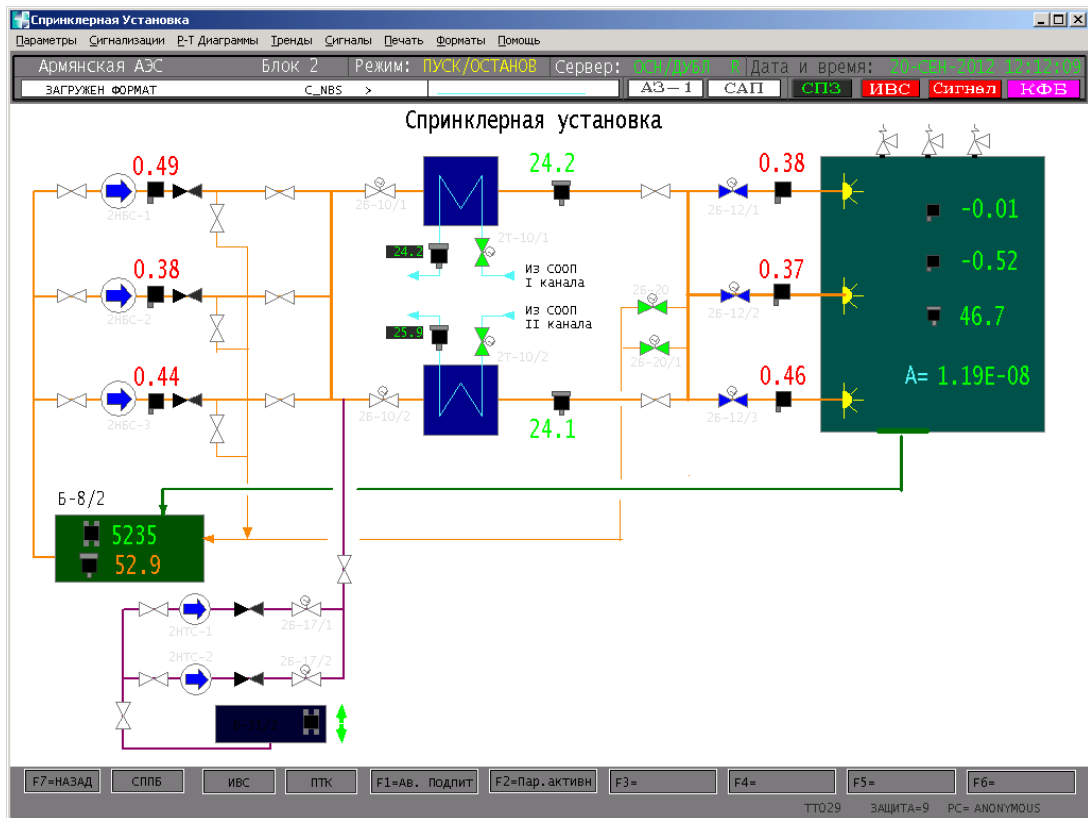 Спринклерная Установка
Параметры Сигнализации Р-Т Диаграммы Тренды Сигналы Печать Форматы Помощь
Армянская АЭС Блок 2 Режим: ПУСК/ОСТАНОВ Сервер: ОСН/ДУБЛ R Дата и время: 20-СЕН-2012 12:12:09
ЗАГРУЖЕН ФОРМАТ C_NBS > АЗ-1 САП СПЗ ИВС Сигнал КФБ
Спринклерная установка
0.49 24.2 0.38
2НБС-1 2Б-10/1 2Б-12/1
-0.01
24.2 2Т-10/1
0.38 Из СООП 0.37 -0.52
I канала
2НБС-2 2Б-20 2Б-12/2
Из СООП 46.7
II канала
25.9 2Т-10/2 2Б-20/1
0.44 0.46 A= 1.19E-08
2НБС-3 2Б-10/2 2Б-12/3
24.1
Б-8/2
5235
52.9
2НТС-1 2Б-17/1
2НТС-2 2Б-17/2
F7=НАЗАД СППБ ИВС ПТК F1=Ав. Подпит F2=Пар.активн F3= F4= F5= F6=
ТТО29 ЗАЩИТА=9 РС= ANONYMOUS